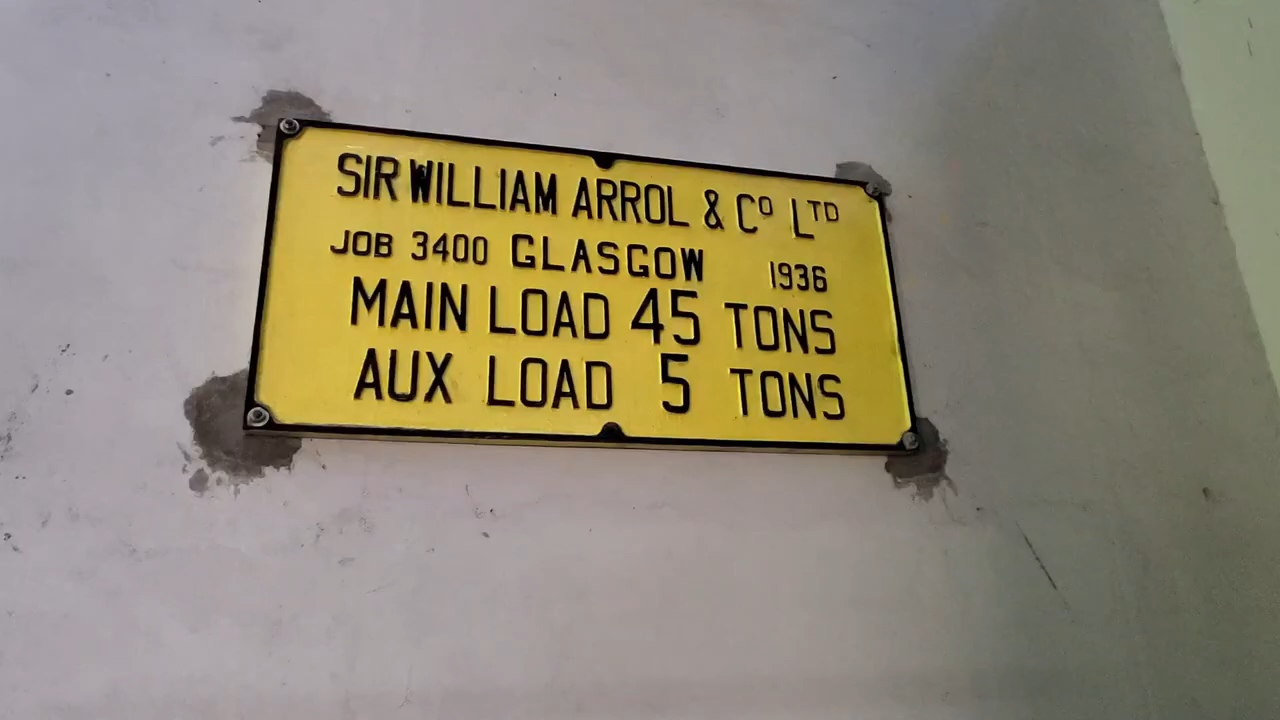 SIR WILLIAM ARROL & Cº LTD
JOB 3400 GLASGOW 1936
MAIN LOAD 45 TONS
AUX LOAD 5 TONS